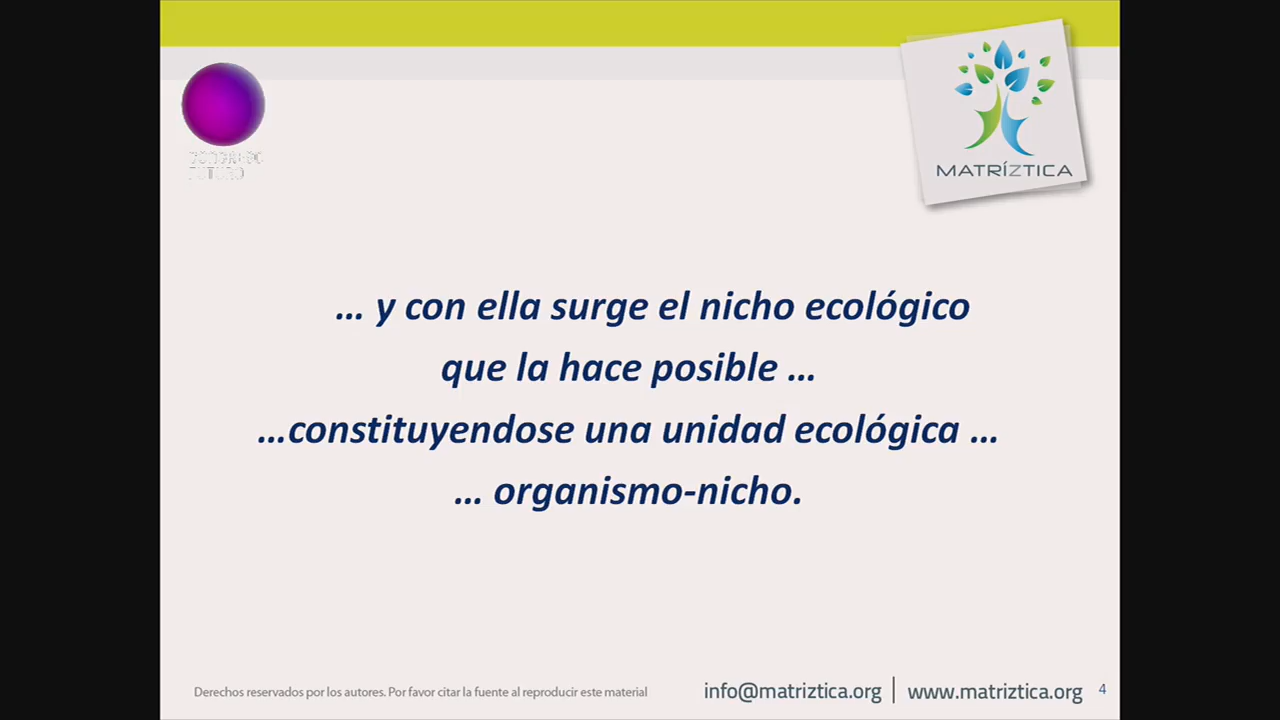 CONGRESO
FUTURO
MATRÍZTICA
... y con ella surge el nicho ecológico
que la hace posible ...
...constituyendose una unidad ecológica ...
... organismo-nicho.
Derechos reservados por los autores. Por favor citar la fuente al reproducir este material
info@matriztica.org | www.matriztica.org 4